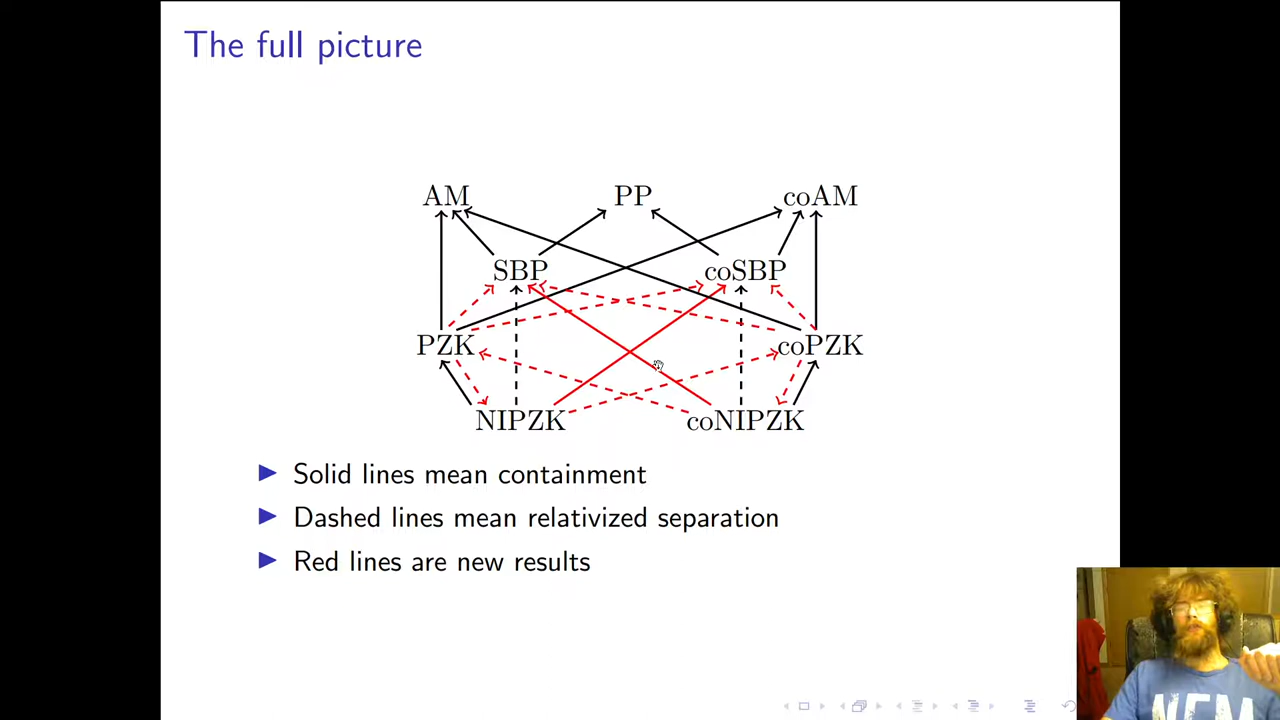 The full picture
AM PP coAM
SBP coSBP
PZK coPZK
NIPZK coNIPZK
Solid lines mean containment
Dashed lines mean relativized separation
Red lines are new results